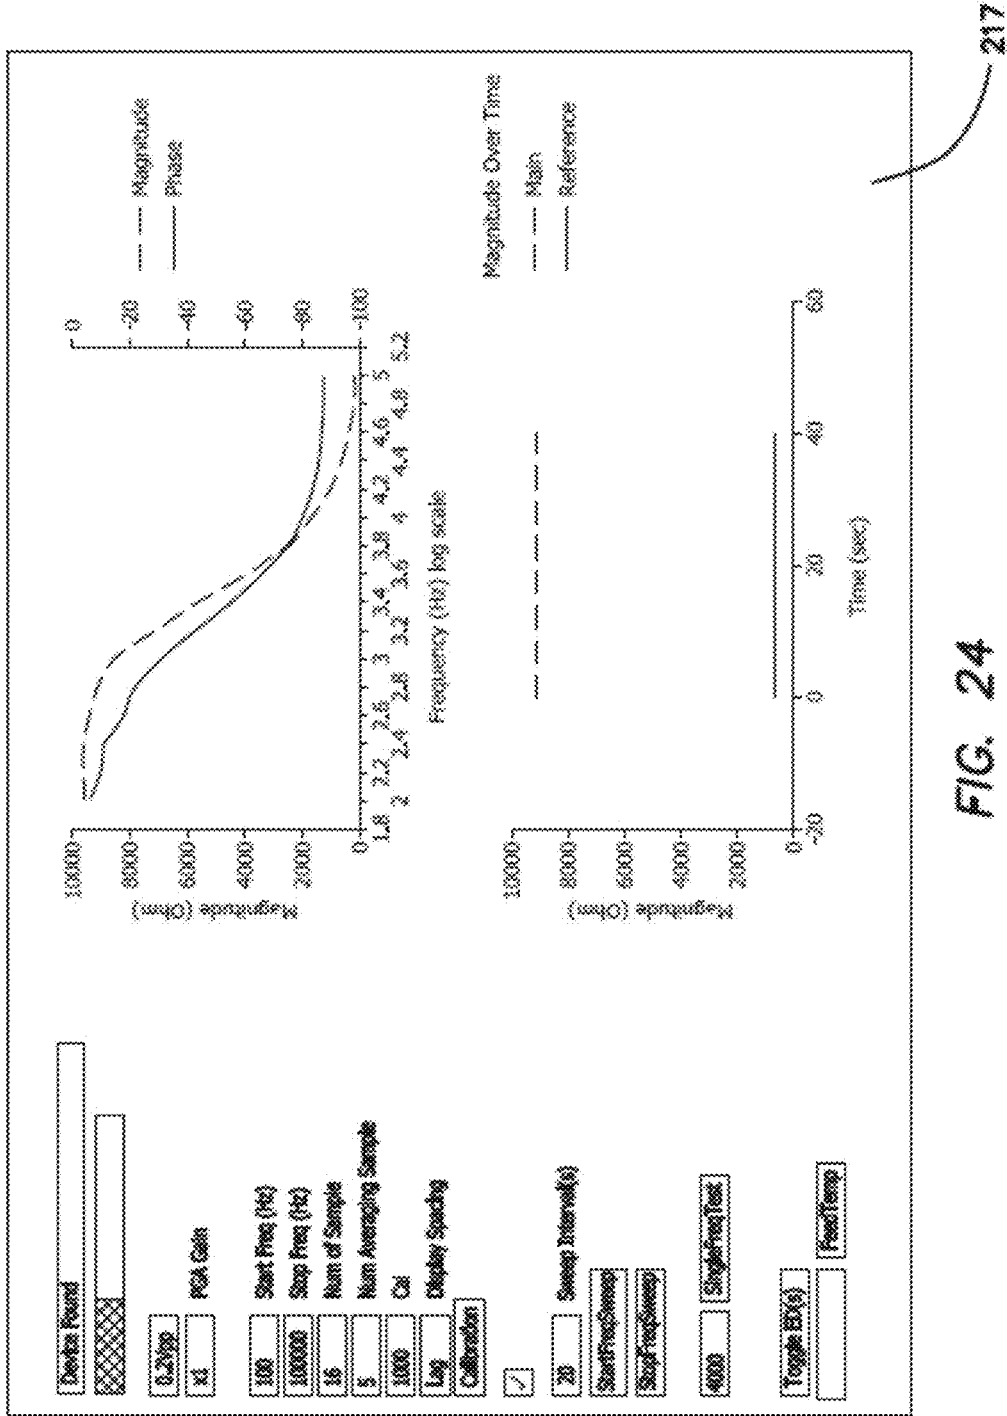 Device Found
0.2Vpp
x1 PGA Gain
100 Start Freq (Hz)
100000 Stop Freq (Hz)
16 Num of Sample
5 Num Averaging Sample
1000 Cal
Log Display Spacing
Calibration
✓
20 Sweep Interval(s)
StartFreqSweep
StopFreqSweep
4000 SingleFreqTest
Toggle
Magnitude (Ohm)
10000
8000
6000
4000
2000
0
0
-20
-40
-60
-80
-100
1.8 2 2.2 2.4 2.6 2.8 3 3.2 3.4 3.6 3.8 4 4.2 4.4 4.6 4.8 5 5.2
Frequency (Hz) log scale
Magnitude
Phase
Magnitude (Ohm)
10000
8000
6000
4000
2000
0
-20 0 20 40 60
Time (sec)
Magnitude Over Time
Main
Reference
217
FIG. 24